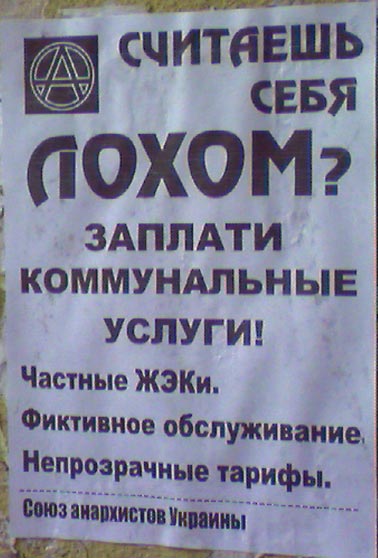 СЧИТАЕШЬ
СЕБЯ
ЛОХОМ?
ЗАПЛАТИ
КОММУНАЛЬНЫЕ
УСЛУГИ!
Частные ЖЭКи.
Фиктивное обслуживание.
Непрозрачные тарифы.
Союз анархистов Украины